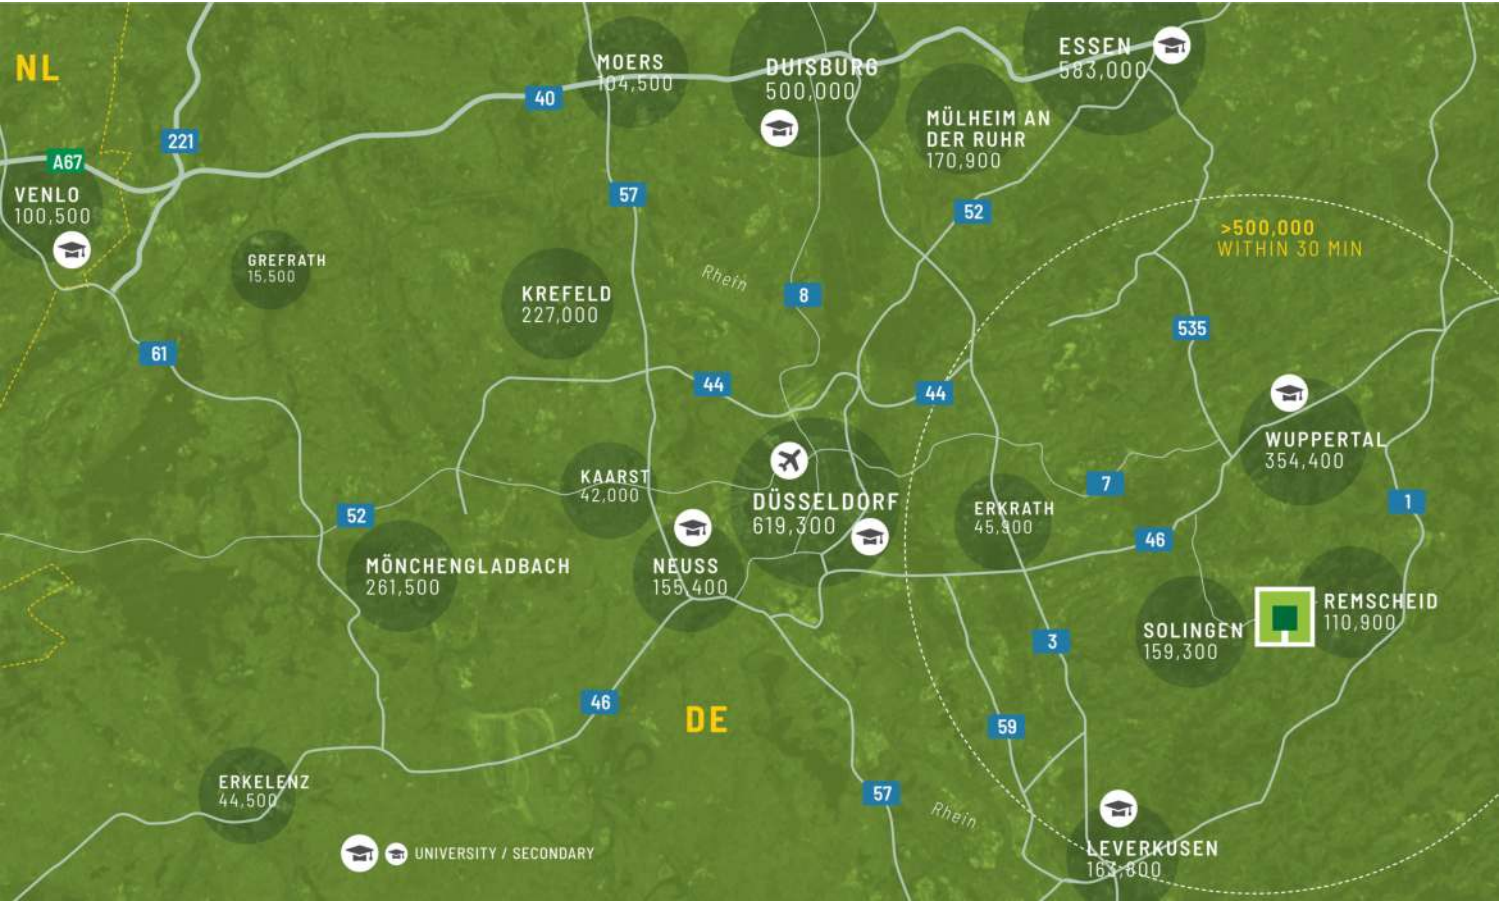 NL
MOERS
104,500
DUISBURG
500,000
ESSEN
583,000
40
221
MÜLHEIM AN
DER RUHR
170,900
A67
VENLO
100,500
57
52
>500,000
WITHIN 30 MIN
GREFRATH
15,500
Rhein
KREFELD
227,000
8
535
61
44
44
WUPPERTAL
354,400
KAARST
42,000
7
DÜSSELDORF
619,300
ERKRATH
45,900
1
52
46
MÖNCHENGLADBACH
261,500
NEUSS
155,400
REMSCHEID
110,900
SOLINGEN
159,300
3
46
DE
59
ERKELENZ
44,500
57
Rhein
LEVERKUSEN
163,800
UNIVERSITY / SECONDARY